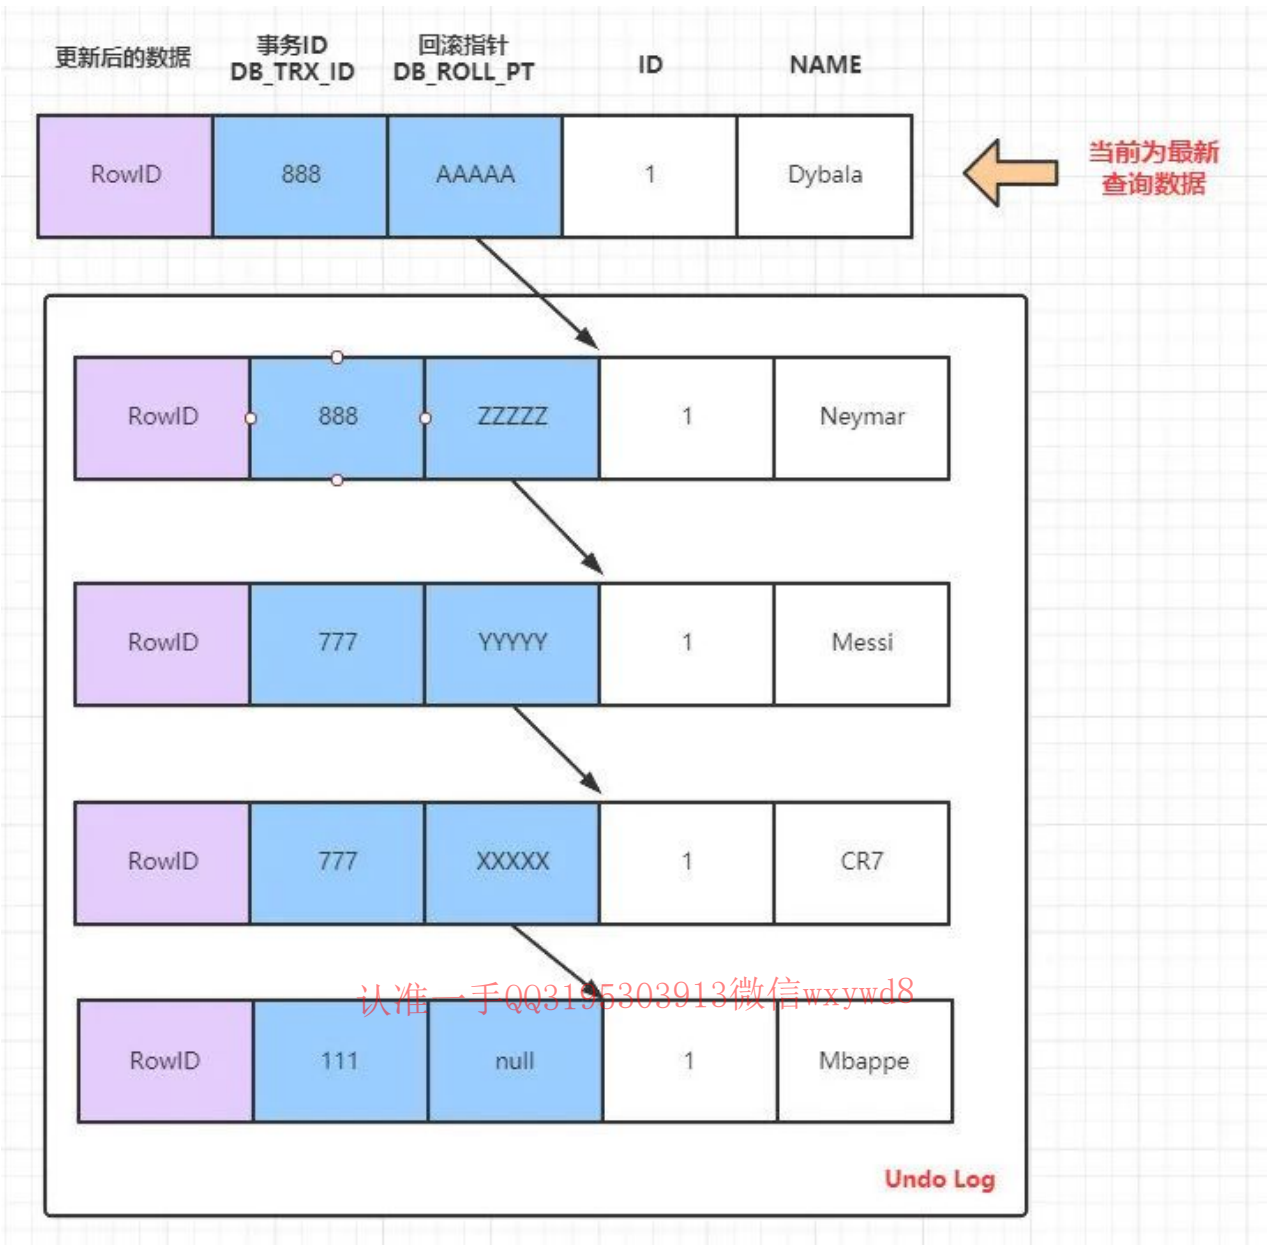 更新后的数据
事务ID
DB_TRX_ID
回滚指针
DB_ROLL_PT
ID
NAME
RowID
888
AAAAA
1
Dybala
当前为最新
查询数据
RowID
888
ZZZZZ
1
Neymar
RowID
777
YYYYY
1
Messi
RowID
777
XXXXX
1
CR7
认准一手QQ3195303913微信wxywd8
RowID
111
null
1
Mbappe
Undo Log